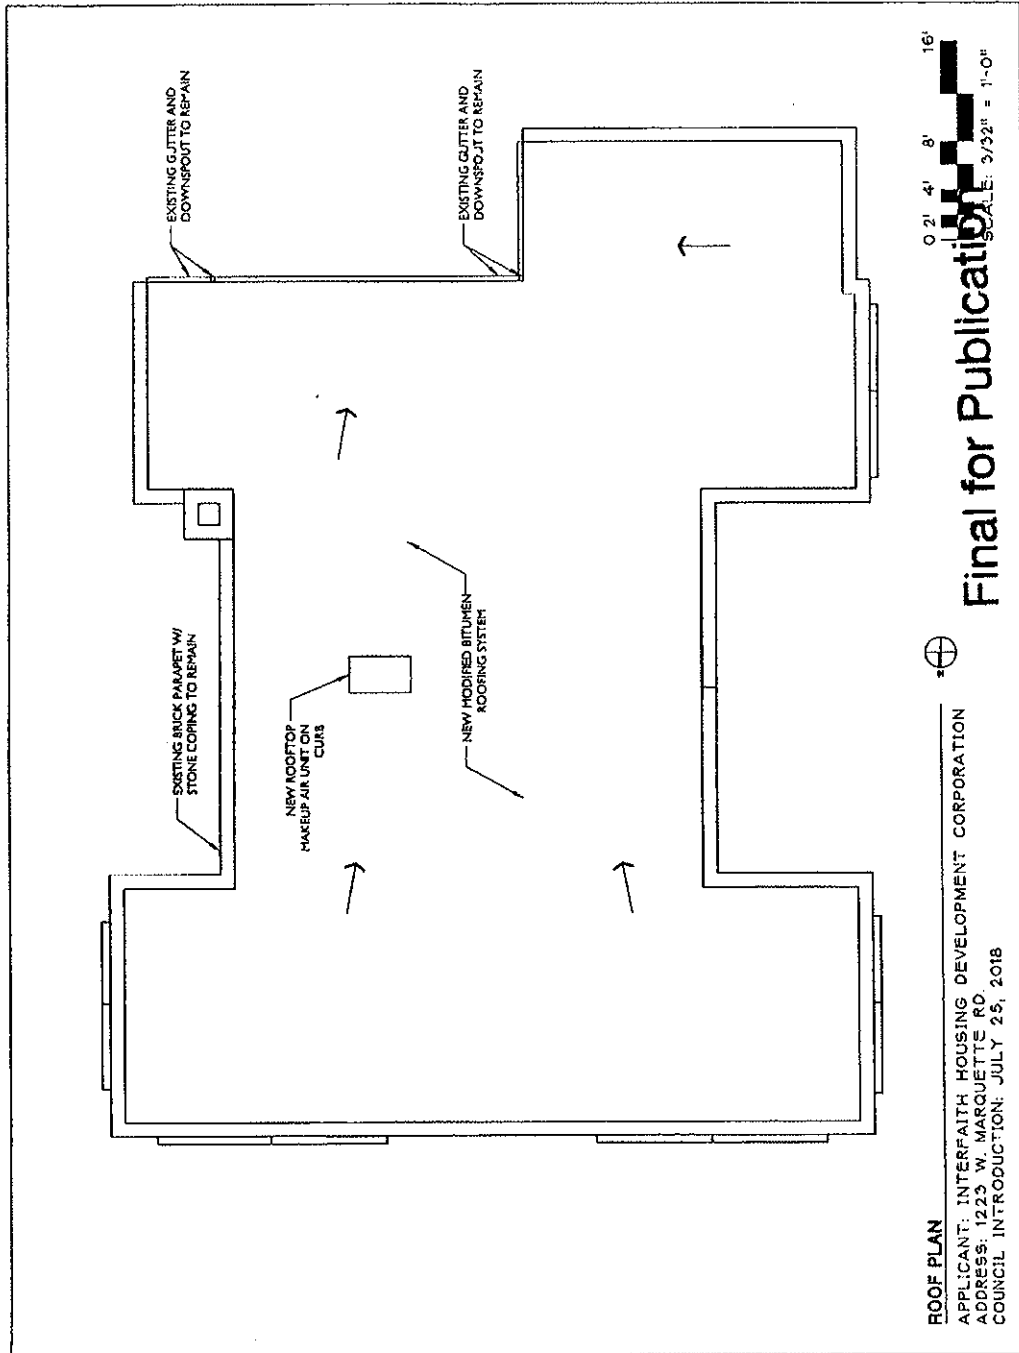 EXISTING GUTTER AND
DOWNSPOUT TO REMAIN
EXISTING GUTTER AND
DOWNSPOUT TO REMAIN
EXISTING BRICK PARAPET W/
STONE COPING TO REMAIN
NEW ROOFTOP
MAKEUP AIR UNIT ON
CURB
NEW MODIFIED BITUMEN
ROOFING SYSTEM
N
0 2' 4' 8' 16'
SCALE: 3/32" = 1'-0"
Final for Publication
ROOF PLAN
APPLICANT: INTERFAITH HOUSING DEVELOPMENT CORPORATION
ADDRESS: 1223 W. MARQUETTE RD.
COUNCIL INTRODUCTION: JULY 25, 2018